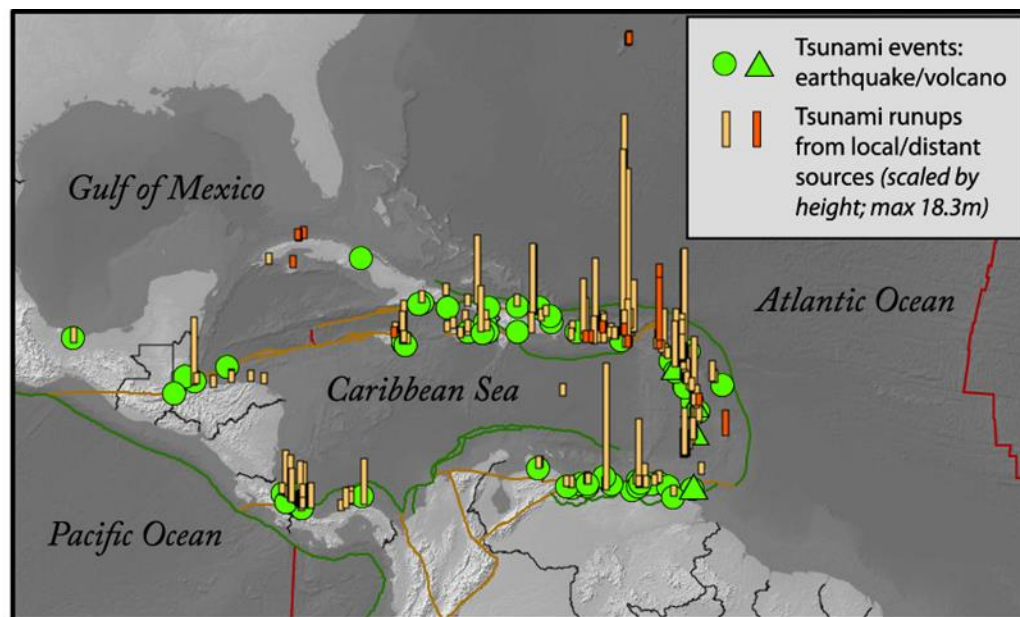 Tsunami events:
earthquake/volcano
Tsunami runups
from local/distant
sources (scaled by
height; max 18.3m)
Gulf of Mexico
Atlantic Ocean
Caribbean Sea
Pacific Ocean